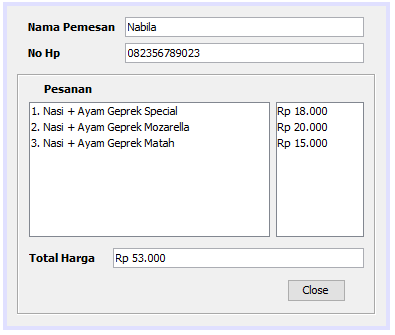 Nama Pemesan Nabila
No Hp 082356789023
Pesanan
1. Nasi + Ayam Geprek Special Rp 18.000
2. Nasi + Ayam Geprek Mozarella Rp 20.000
3. Nasi + Ayam Geprek Matah Rp 15.000
Total Harga Rp 53.000
Close